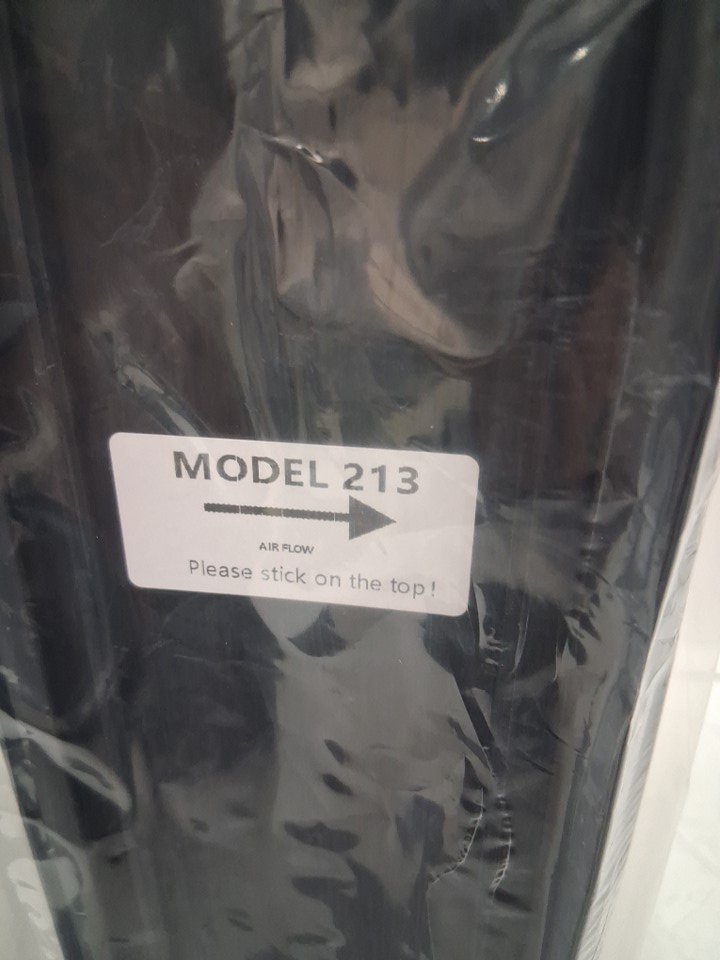 MODEL 213
AIR FLOW
Please stick on the top!